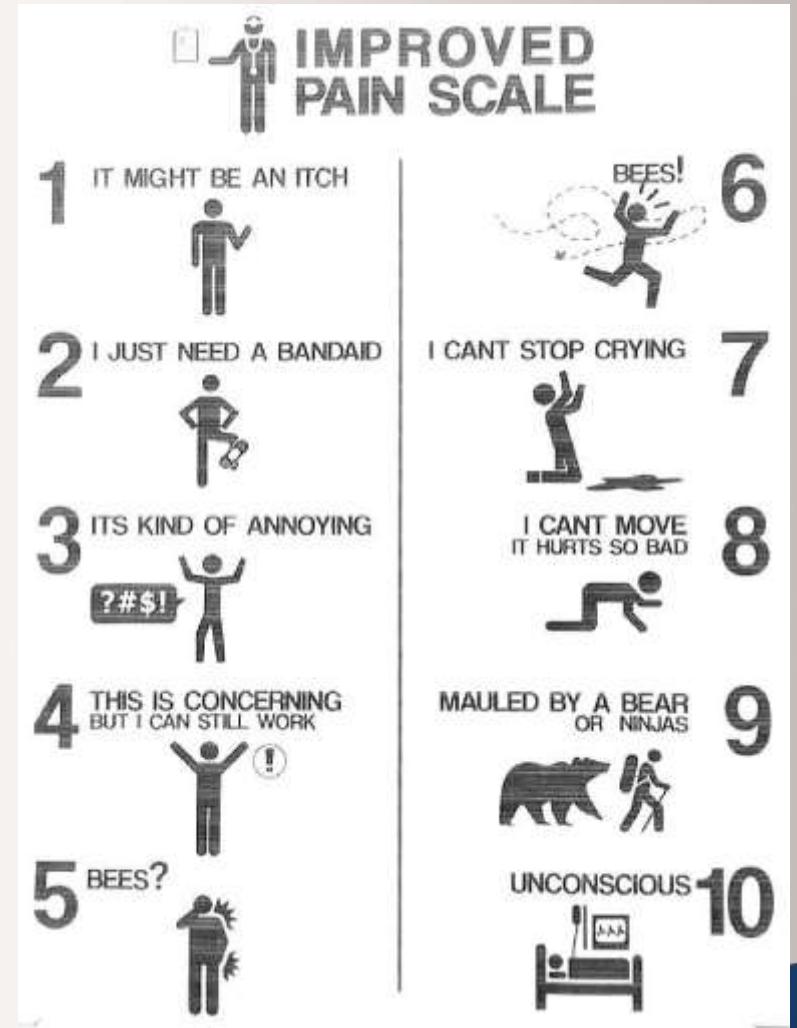 IMPROVED
PAIN SCALE
1
IT MIGHT BE AN ITCH
2
I JUST NEED A BANDAID
3
ITS KIND OF ANNOYING
?#$!
4
THIS IS CONCERNING
BUT I CAN STILL WORK
!
5
BEES?
BEES!
6
I CANT STOP CRYING
7
I CANT MOVE
IT HURTS SO BAD
8
MAULED BY A BEAR
OR NINJAS
9
UNCONSCIOUS
10